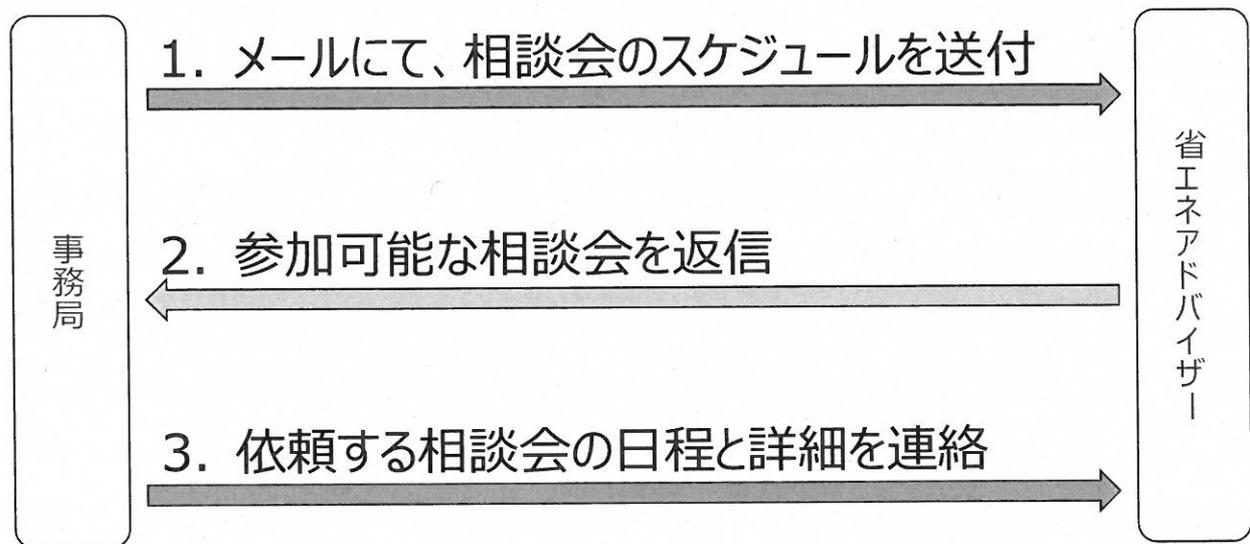 1. メールにて、相談会のスケジュールを送付
事務局
2. 参加可能な相談会を返信
省エネアドバイザー
3. 依頼する相談会の日程と詳細を連絡